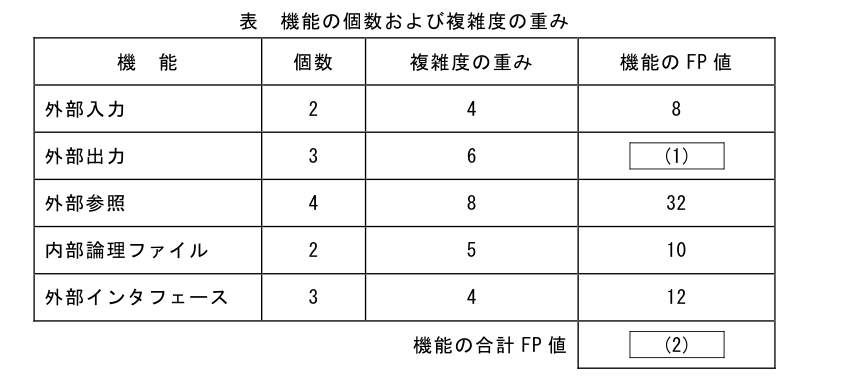 表　機能の個数および複雑度の重み
機　能 個数 複雑度の重み 機能の FP 値
外部入力 2 4 8
外部出力 3 6 (1)
外部参照 4 8 32
内部論理ファイル 2 5 10
外部インタフェース 3 4 12
機能の合計 FP 値 (2)